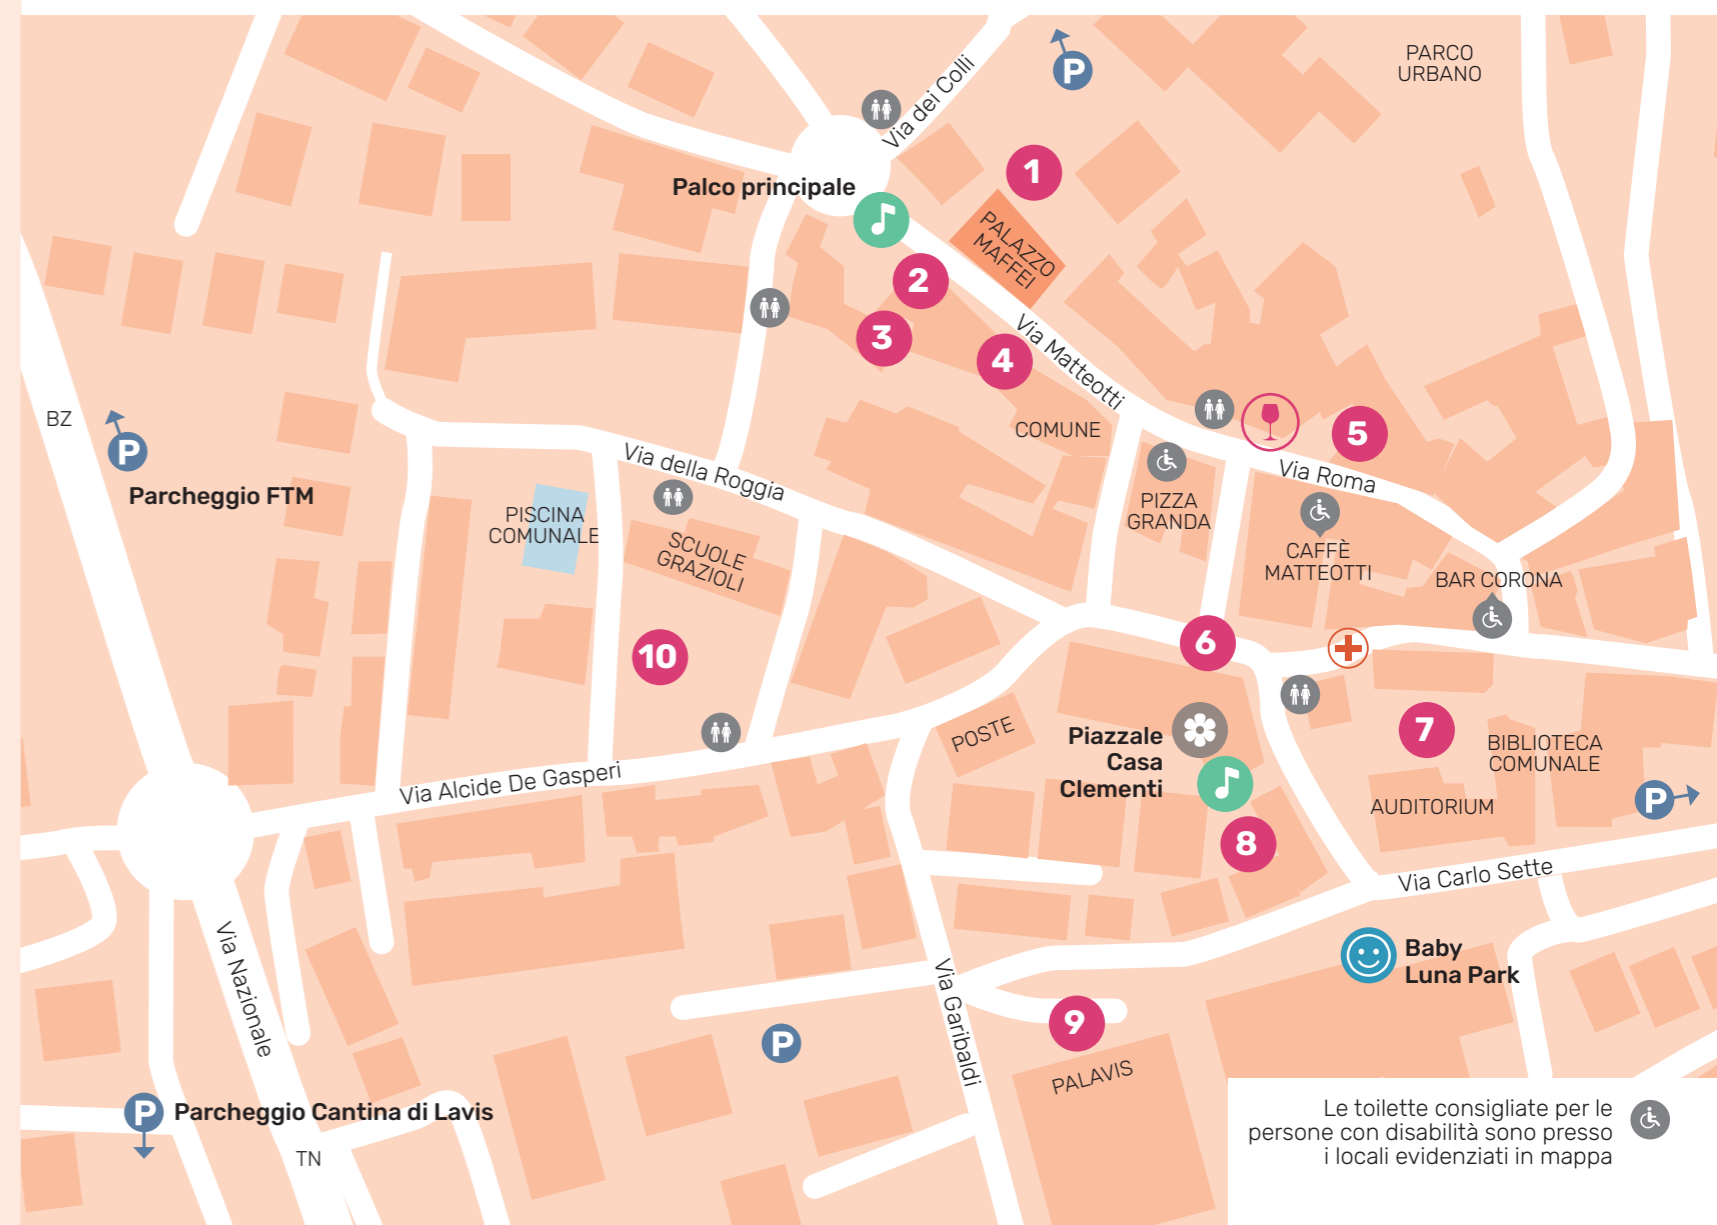 PARCO
URBANO
P
Via dei Colli
1
Palco principale
PALAZZO
MAFFEI
2
3
4
Via Matteotti
BZ
P
Parcheggio FTM
COMUNE
5
Via Roma
Via della Roggia
PISCINA
COMUNALE
SCUOLE
GRAZIOLI
PIZZA
GRANDA
CAFFÈ
MATTEOTTI
BAR CORONA
6
10
7
POSTE
Piazzale
Casa
Clementi
BIBLIOTECA
COMUNALE
AUDITORIUM
P
Via Alcide De Gasperi
8
Via Carlo Sette
Via Nazionale
Baby
Luna Park
Via Garibaldi
9
P
PALAVIS
P
Parcheggio Cantina di Lavis
TN
Le toilette consigliate per le
persone con disabilità sono presso
i locali evidenziati in mappa